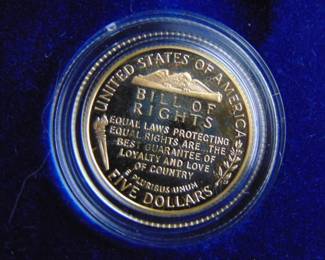 UNITED STATES OF AMERICA
BILL OF
RIGHTS
EQUAL LAWS PROTECTING
EQUAL RIGHTS ARE...THE
BEST GUARANTEE OF
LOYALTY AND LOVE
OF COUNTRY
E PLURIBUS UNUM
FIVE DOLLARS